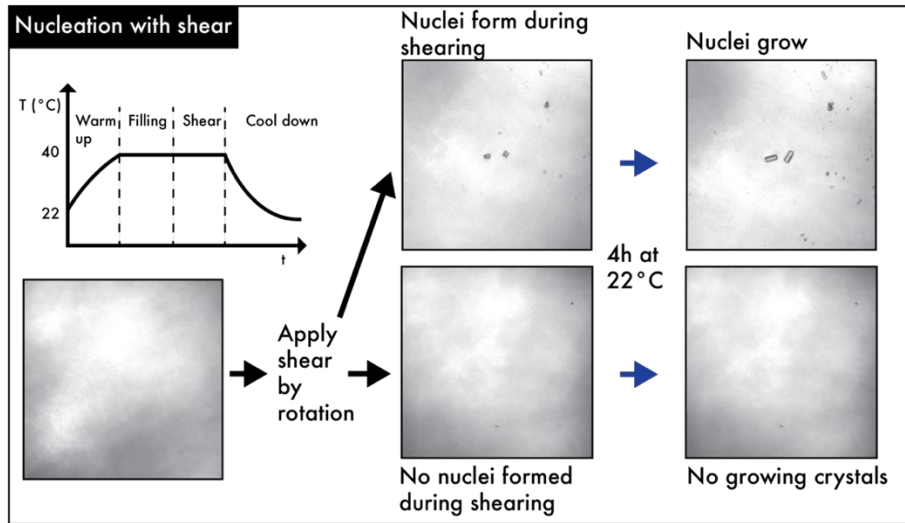 Nucleation with shear
T (°C)
Warm up
Filling
Shear
Cool down
40
22
t
Apply
shear
by
rotation
Nuclei form during
shearing
No nuclei formed
during shearing
4h at
22°C
Nuclei grow
No growing crystals